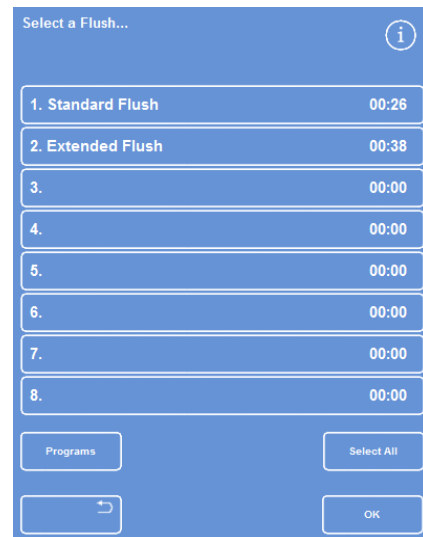 Select a Flush...
i
1. Standard Flush 00:26
2. Extended Flush 00:38
3. 00:00
4. 00:00
5. 00:00
6. 00:00
7. 00:00
8. 00:00
Programs Select All
OK